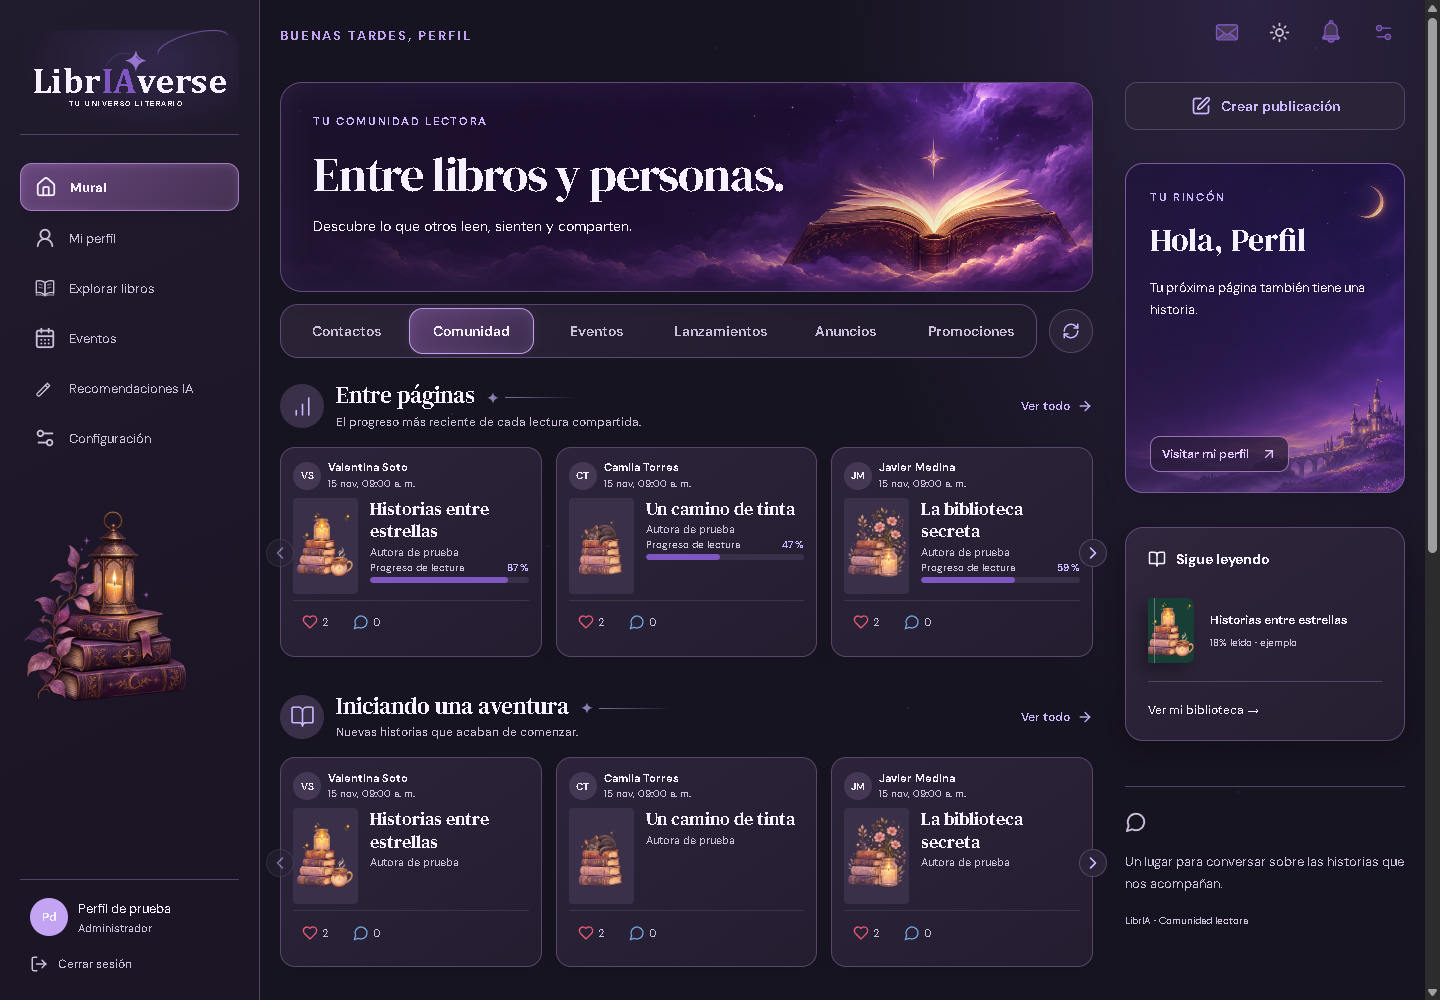 LibrIAverse
TU UNIVERSO LITERARIO
Mural
Mi perfil
Explorar libros
Eventos
Recomendaciones IA
Configuración
Pd
Perfil de prueba
Administrador
Cerrar sesión
BUENAS TARDES, PERFIL
TU COMUNIDAD LECTORA
Entre libros y personas.
Descubre lo que otros leen, sienten y comparten.
Contactos
Comunidad
Eventos
Lanzamientos
Anuncios
Promociones
Entre páginas
El progreso más reciente de cada lectura compartida.
Ver todo
VS
Valentina Soto
15 nov, 09:00 a. m.
Historias entre
estrellas
Autora de prueba
Progreso de lectura 87%
2 0
CT
Camila Torres
15 nov, 09:00 a. m.
Un camino de tinta
Autora de prueba
Progreso de lectura 47%
2 0
JM
Javier Medina
15 nov, 09:00 a. m.
La biblioteca
secreta
Autora de prueba
Progreso de lectura 59%
2 0
Iniciando una aventura
Nuevas historias que acaban de comenzar.
Ver todo
VS
Valentina Soto
15 nov, 09:00 a. m.
Historias entre
estrellas
Autora de prueba
2 0
CT
Camila Torres
15 nov, 09:00 a. m.
Un camino de tinta
Autora de prueba
2 0
JM
Javier Medina
15 nov, 09:00 a. m.
La biblioteca
secreta
Autora de prueba
2 0
Crear publicación
TU RINCÓN
Hola, Perfil
Tu próxima página también tiene una
historia.
Visitar mi perfil
Sigue leyendo
Historias entre estrellas
18% leído · ejemplo
Ver mi biblioteca →
Un lugar para conversar sobre las historias que
nos acompañan.
LibrIA · Comunidad lectora